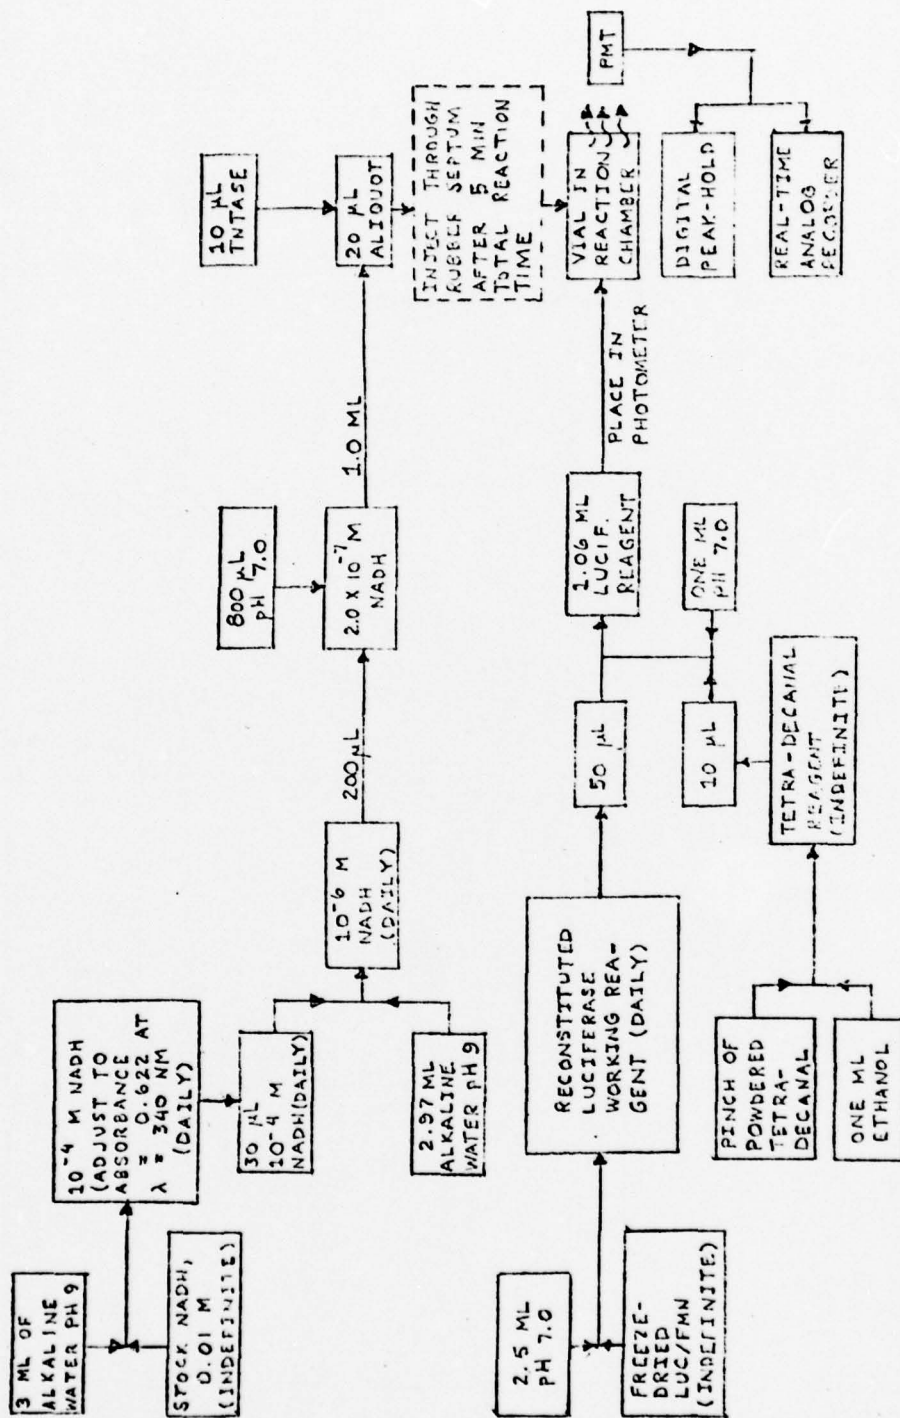 3 ML OF
ALKALINE
WATER PH 9
STOCK NADH,
0.01 M
(INDEFINITE)
10⁻⁴ M NADH
(ADJUST TO
ABSORBANCE
= 0.622 AT
λ = 340 NM
(DAILY)
30 µL
10⁻⁴ M
NADH(DAILY)
2.97 ML
ALKALINE
WATER PH 9
10⁻⁶ M
NADH
(DAILY)
200 µL
800 µL
pH 7.0
2.0 X 10⁻⁷ M
NADH
1.0 ML
10 µL
TNTASE
20 µL
ALIQUOT
INJECT THROUGH
RUBBER SEPTUM
AFTER 5 MIN
TOTAL REACTION
TIME
2.5 ML
PH 7.0
FREEZE-
DRIED
LUC/FMN
(INDEFINITE)
RECONSTITUTED
LUCIFERASE
WORKING REA-
GENT (DAILY)
50 µL
PINCH OF
POWDERED
TETRA-
DECANAL
ONE ML
ETHANOL
TETRA-DECANAL
REAGENT
(INDEFINITE)
10 µL
ONE ML
PH 7.0
1.06 ML
LUCIF.
REAGENT
PLACE IN
PHOTOMETER
VIAL IN
REACTION
CHAMBER
PMT
DIGITAL
PEAK-HOLD
REAL-TIME
ANALOG
RECORDER